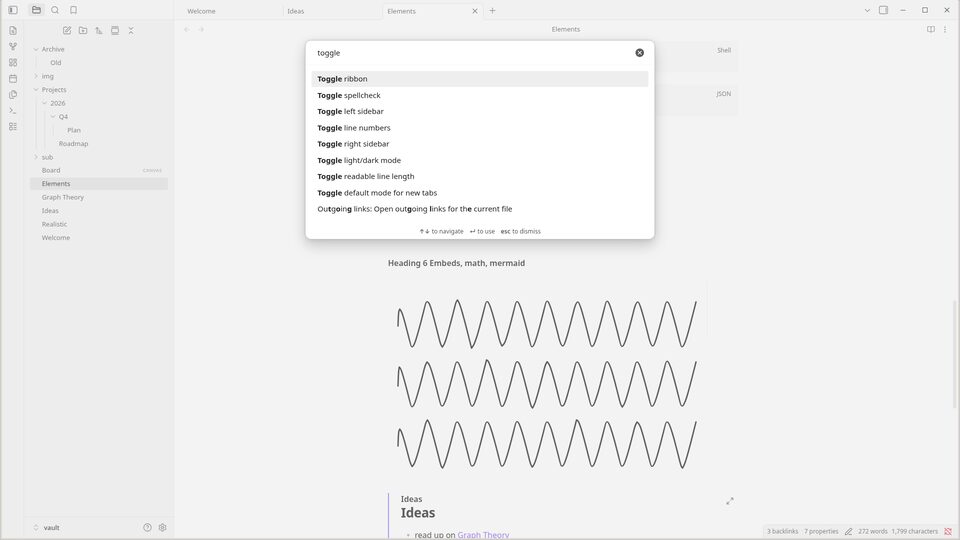 Welcome
Ideas
Elements
Elements
Archive
Old
img
Projects
2026
Q4
Plan
Roadmap
sub
Board
CANVAS
Elements
Graph Theory
Ideas
Realistic
Welcome
vault
Shell
JSON
toggle
Toggle ribbon
Toggle spellcheck
Toggle left sidebar
Toggle line numbers
Toggle right sidebar
Toggle light/dark mode
Toggle readable line length
Toggle default mode for new tabs
Outgoing links: Open outgoing links for the current file
↑↓ to navigate ↵ to use esc to dismiss
Heading 6 Embeds, math, mermaid
Ideas
Ideas
• read up on Graph Theory
3 backlinks 7 properties 272 words 1,799 characters